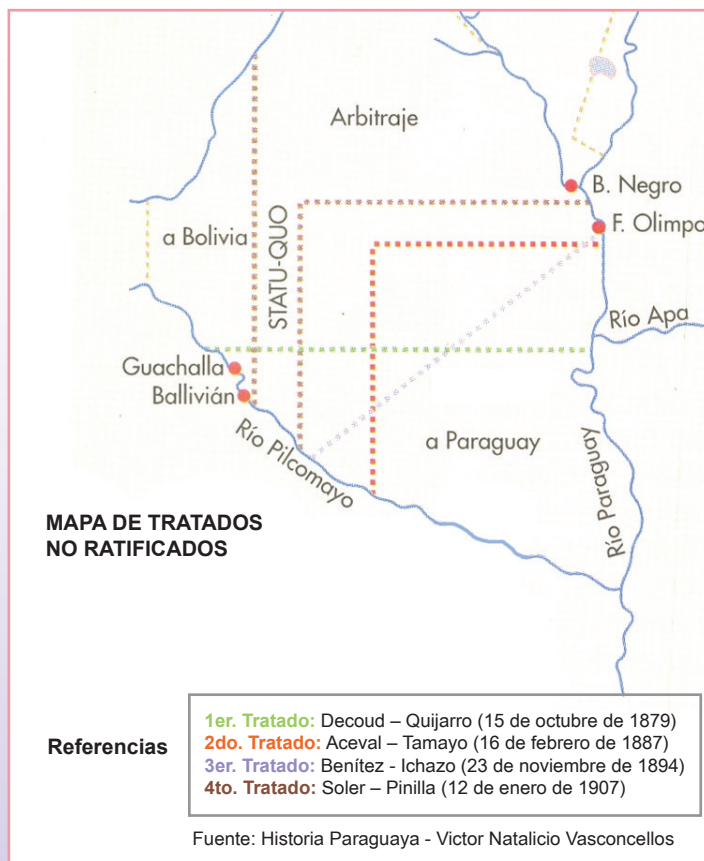 Arbitraje
B. Negro
F. Olimpo
a Bolivia
STATU-QUO
Río Apa
Guachalla
Ballivián
Río Pilcomayo
a Paraguay
Río Paraguay
MAPA DE TRATADOS
NO RATIFICADOS
Referencias
1er. Tratado: Decoud – Quijarro (15 de octubre de 1879)
2do. Tratado: Aceval – Tamayo (16 de febrero de 1887)
3er. Tratado: Benítez - Ichazo (23 de noviembre de 1894)
4to. Tratado: Soler – Pinilla (12 de enero de 1907)
Fuente: Historia Paraguaya - Victor Natalicio Vasconcellos